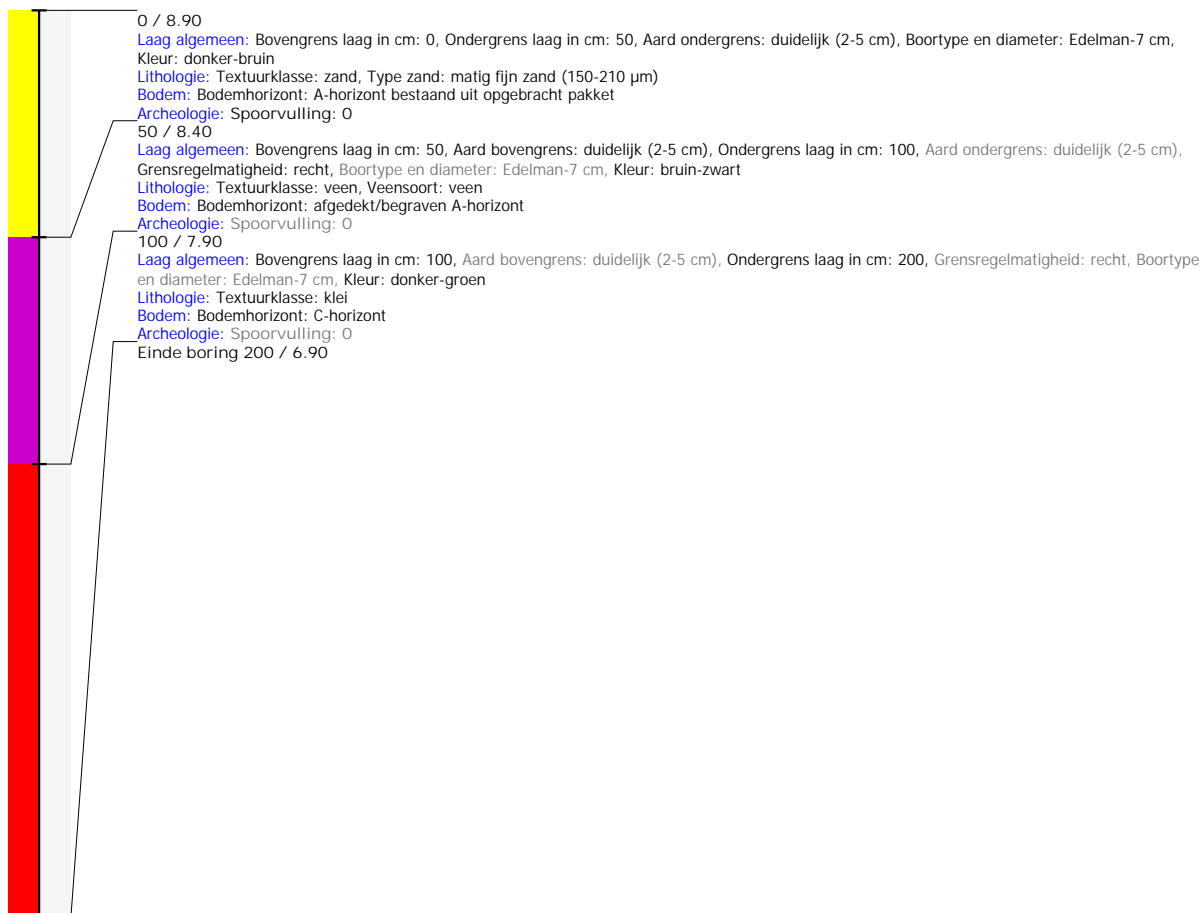 0 / 8.90
Laag algemeen: Bovengrens laag in cm: 0, Ondergrens laag in cm: 50, Aard ondergrens: duidelijk (2-5 cm), Boortype en diameter: Edelman-7 cm,
Kleur: donker-bruin
Lithologie: Textuurklasse: zand, Type zand: matig fijn zand (150-210 µm)
Bodem: Bodemhorizont: A-horizont bestaand uit opgebracht pakket
Archeologie: Spoorvulling: 0
50 / 8.40
Laag algemeen: Bovengrens laag in cm: 50, Aard bovengrens: duidelijk (2-5 cm), Ondergrens laag in cm: 100, Aard ondergrens: duidelijk (2-5 cm),
Grensregelmatigheid: recht, Boortype en diameter: Edelman-7 cm, Kleur: bruin-zwart
Lithologie: Textuurklasse: veen, Veensoort: veen
Bodem: Bodemhorizont: afgedekt/begraven A-horizont
Archeologie: Spoorvulling: 0
100 / 7.90
Laag algemeen: Bovengrens laag in cm: 100, Aard bovengrens: duidelijk (2-5 cm), Ondergrens laag in cm: 200, Grensregelmatigheid: recht, Boortype
en diameter: Edelman-7 cm, Kleur: donker-groen
Lithologie: Textuurklasse: klei
Bodem: Bodemhorizont: C-horizont
Archeologie: Spoorvulling: 0
Einde boring 200 / 6.90